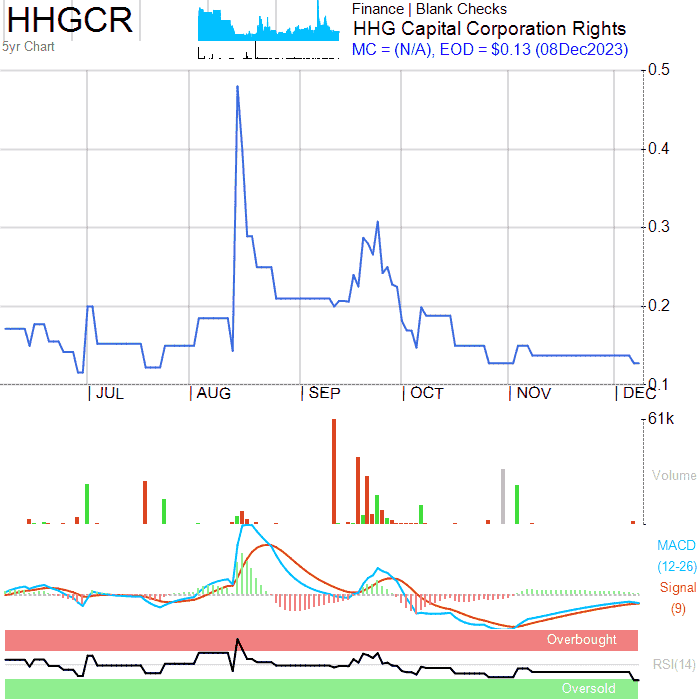 HHGCR
5yr Chart
Finance | Blank Checks
HHG Capital Corporation Rights
MC = (N/A), EOD = $0.13 (08Dec2023)
0.5
0.4
0.3
0.2
0.1
JUL AUG SEP OCT NOV DEC
61k
Volume
MACD
(12-26)
Signal
(9)
Overbought
RSI(14)
Oversold